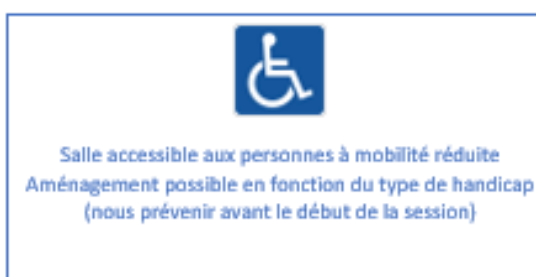 Salle accessible aux personnes à mobilité réduite
Aménagement possible en fonction du type de handicap
(nous prévenir avant le début de la session)